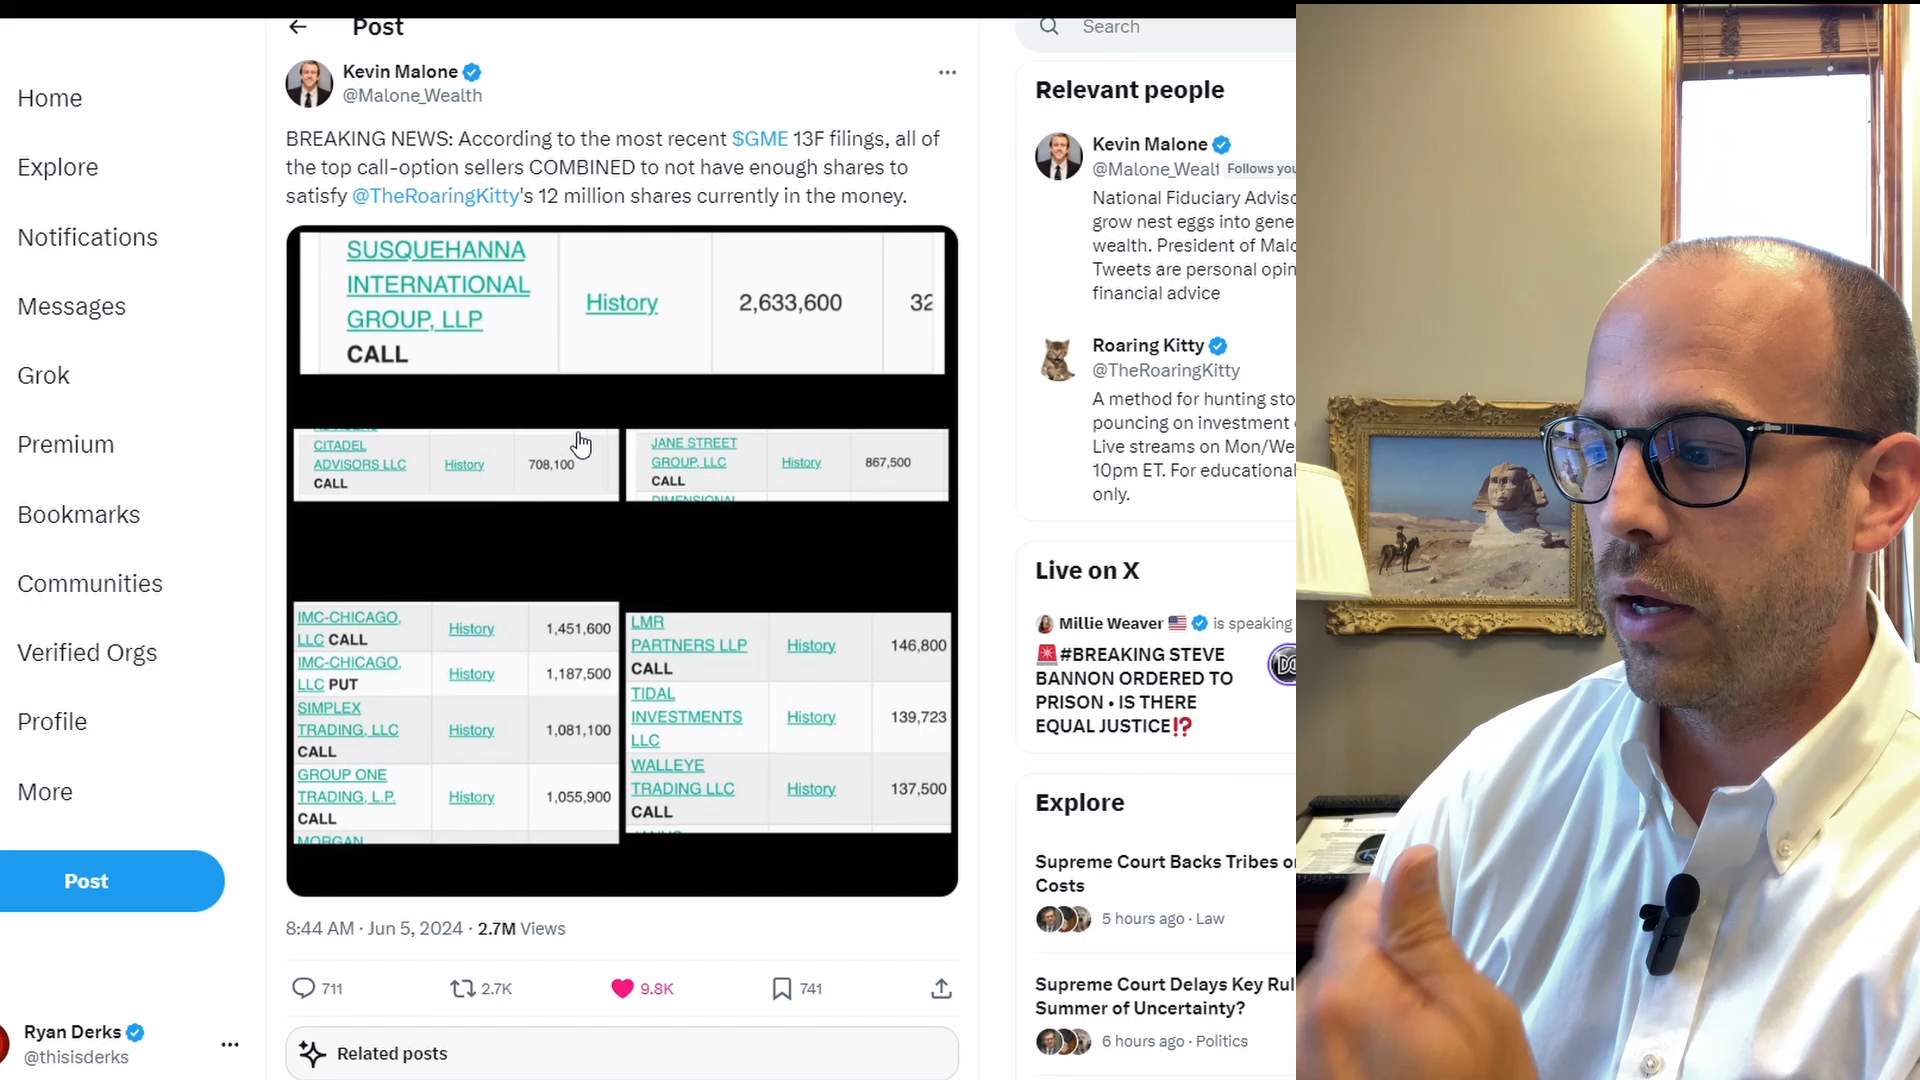 Home
Explore
Notifications
Messages
Grok
Premium
Bookmarks
Communities
Verified Orgs
Profile
More
Post
Ryan Derks
@thisisderks
Post
Kevin Malone
@Malone_Wealth
BREAKING NEWS: According to the most recent $GME 13F filings, all of
the top call-option sellers COMBINED to not have enough shares to
satisfy @TheRoaringKitty's 12 million shares currently in the money.
SUSQUEHANNA
INTERNATIONAL
GROUP, LLP
CALL
History
2,633,600
32
CITADEL
ADVISORS LLC
CALL
History
708,100
JANE STREET
GROUP, LLC
CALL
History
867,500
DIMENSIONAL
IMC-CHICAGO,
LLC CALL
History
1,451,600
IMC-CHICAGO,
LLC PUT
History
1,187,500
SIMPLEX
TRADING, LLC
CALL
History
1,081,100
GROUP ONE
TRADING, L.P.
CALL
History
1,055,900
MORGAN
LMR
PARTNERS LLP
CALL
History
146,800
TIDAL
INVESTMENTS
LLC
History
139,723
WALLEYE
TRADING LLC
CALL
History
137,500
8:44 AM · Jun 5, 2024 · 2.7M Views
711
2.7K
9.8K
741
Related posts
Search
Relevant people
Kevin Malone
@Malone_Wealt Follows you
National Fiduciary Adviso
grow nest eggs into gene
wealth. President of Malo
Tweets are personal opin
financial advice
Roaring Kitty
@TheRoaringKitty
A method for hunting sto
pouncing on investment
Live streams on Mon/We
10pm ET. For educational
only.
Live on X
Millie Weaver 🇺🇸 is speaking
🚨#BREAKING STEVE
BANNON ORDERED TO
PRISON • IS THERE
EQUAL JUSTICE⁉️
Explore
Supreme Court Backs Tribes o
Costs
5 hours ago · Law
Supreme Court Delays Key Rul
Summer of Uncertainty?
6 hours ago · Politics